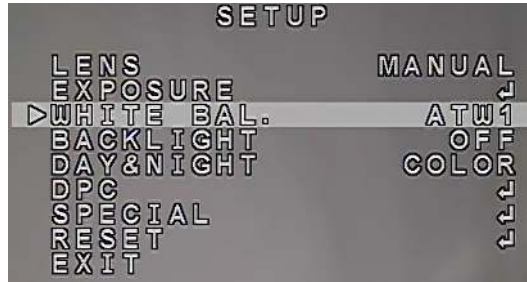 SETUP
LENS MANUAL
EXPOSURE ↲
▷WHITE BAL. ATW1
BACKLIGHT OFF
DAY&NIGHT COLOR
DPC ↲
SPECIAL ↲
RESET ↲
EXIT